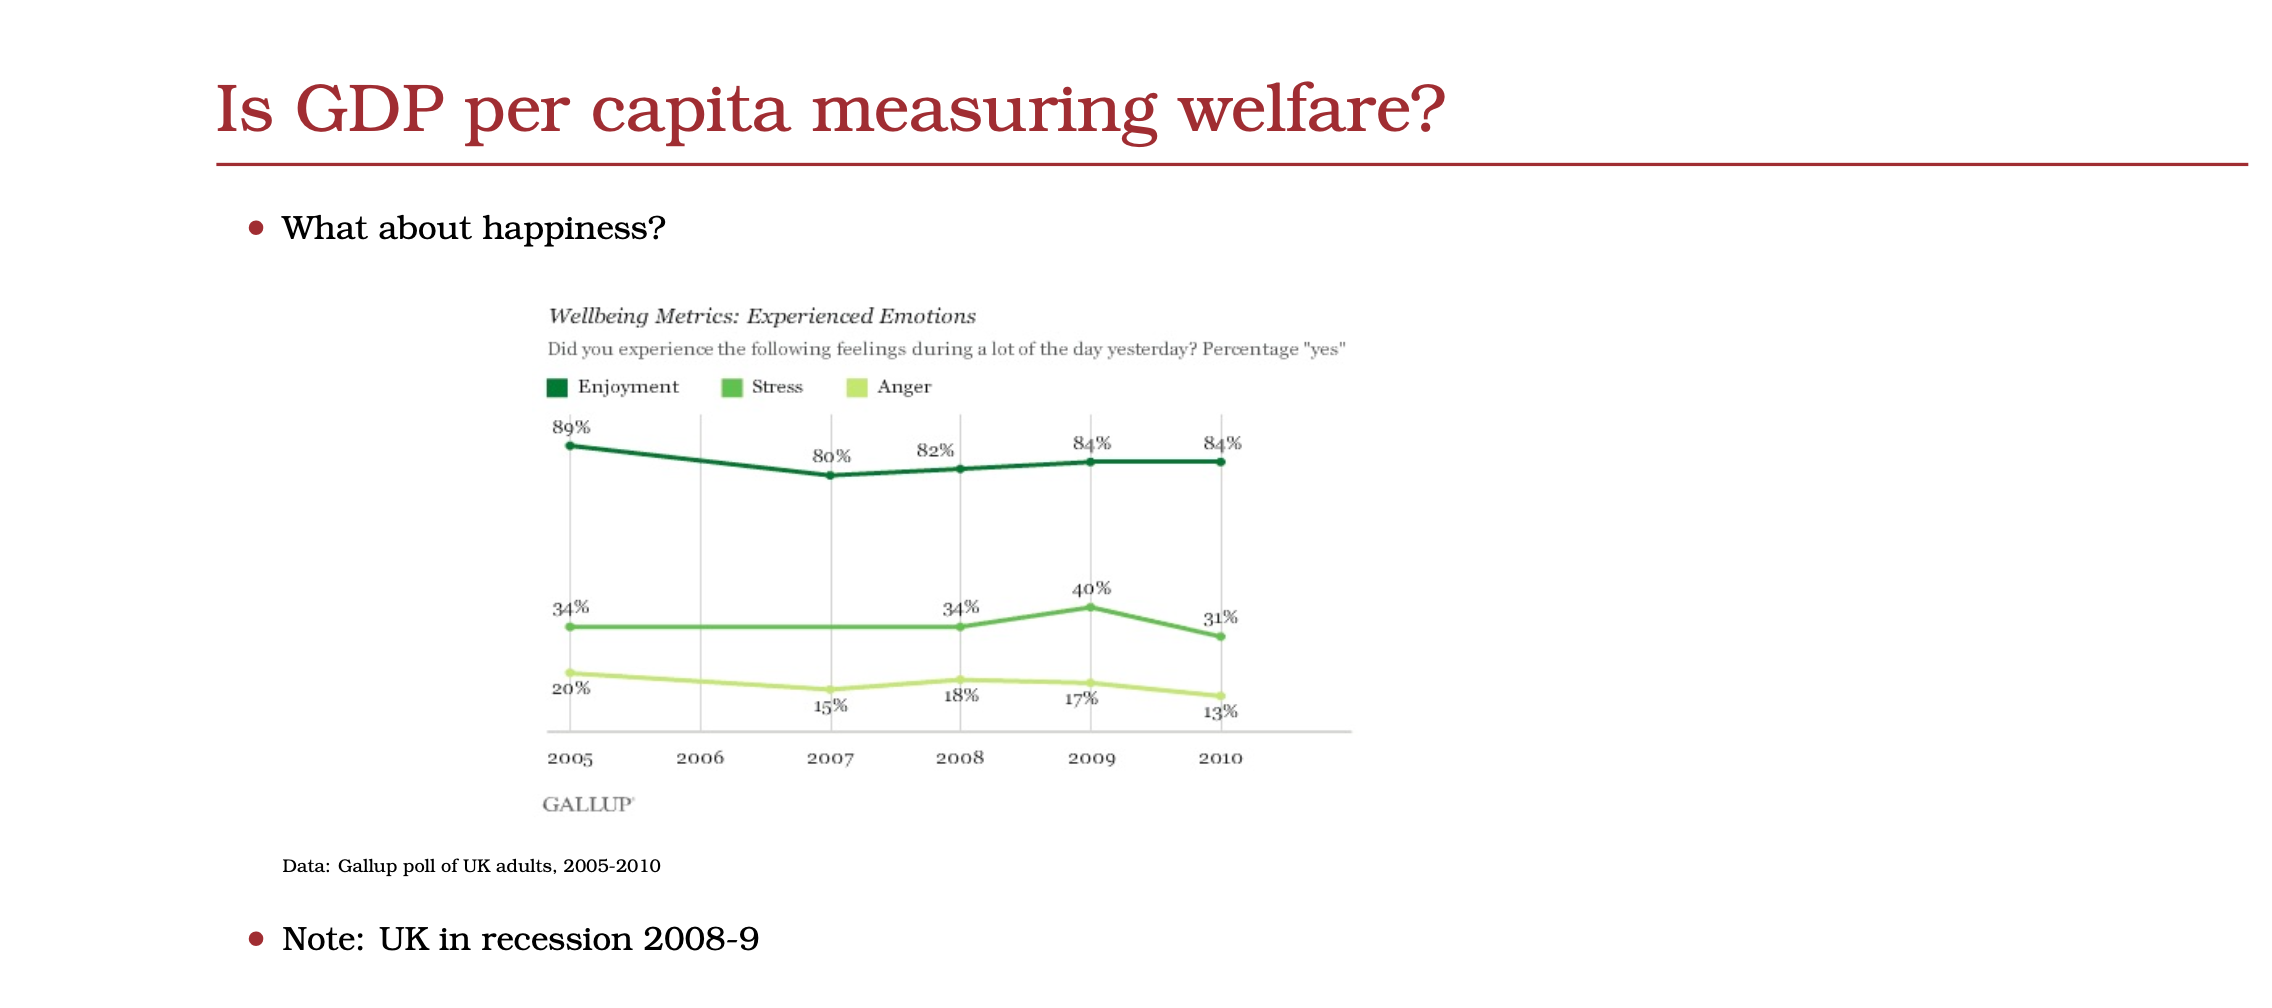 Is GDP per capita measuring welfare?
• What about happiness?
Wellbeing Metrics: Experienced Emotions
Did you experience the following feelings during a lot of the day yesterday? Percentage "yes"
Enjoyment Stress Anger
89% 80% 82% 84% 84%
34% 34% 40% 31%
20% 15% 18% 17% 13%
2005 2006 2007 2008 2009 2010
GALLUP®
Data: Gallup poll of UK adults, 2005-2010
• Note: UK in recession 2008-9